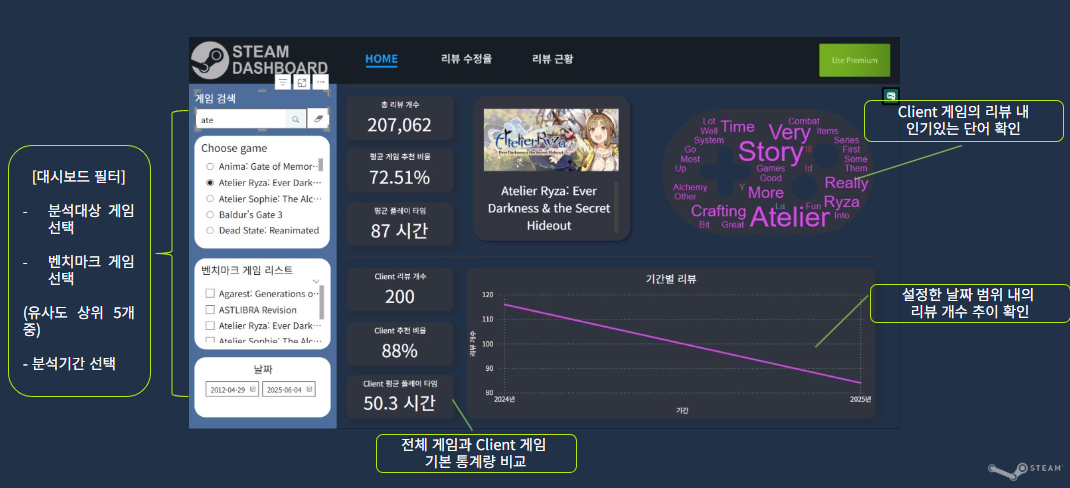 STEAM
DASHBOARD
HOME
리뷰 수정율
리뷰 근황
Use Premium
게임 검색
ate
Choose game
Anima: Gate of Memor···
Atelier Ryza: Ever Dark···
Atelier Sophie: The Alc···
Baldur's Gate 3
Dead State: Reanimated
벤치마크 게임 리스트
Agarest: Generations o···
ASTLIBRA Revision
Atelier Ryza: Ever Dark···
Atelier Sophie: The Alc···
날짜
2012-04-29
2025-06-04
총 리뷰 개수
207,062
평균 게임 추천 비율
72.51%
평균 플레이 타임
87 시간
Atelier Ryza
Atelier Ryza: Ever
Darkness & the Secret
Hideout
Lot
Combat
Well
Time
Very
Items
System
Series
Go
Story
Is
First
Most
Some
Up
Games
Id
Them
Good
Alchemy
Y
More
Really
Other
La
Ryza
Crafting
Atelier
Fun
Into
Bit
Great
Client 리뷰 개수
200
Client 추천 비율
88%
Client 평균 플레이 타임
50.3 시간
기간별 리뷰
120
110
100
90
80
리뷰 개수
2024년
2025년
기간
[대시보드 필터]
- 분석대상 게임
선택
- 벤치마크 게임
선택
(유사도 상위 5개
중)
- 분석기간 선택
Client 게임의 리뷰 내
인기있는 단어 확인
설정한 날짜 범위 내의
리뷰 개수 추이 확인
전체 게임과 Client 게임
기본 통계량 비교
STEAM